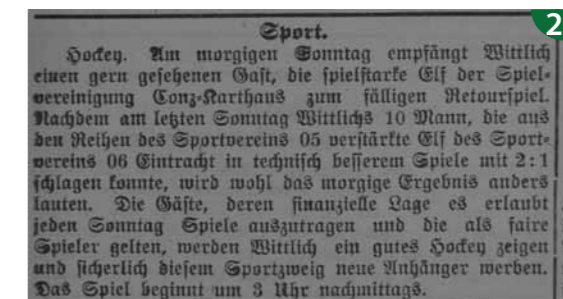 2
Sport.
Hockey. Am morgigen Sonntag empfängt Wittlich
einen gern gesehenen Gast, die spielstarke Elf der Spiel-
vereinigung Conz-Karthaus zum fälligen Retourspiel.
Nachdem am letzten Sonntag Wittlichs 10 Mann, die aus
den Reihen des Sportvereins 05 verstärkte Elf des Sport-
vereins 06 Eintracht in technisch besserem Spiele mit 2:1
schlagen konnte, wird wohl das morgige Ergebnis anders
lauten. Die Gäste, deren finanzielle Lage es erlaubt
jeden Sonntag Spiele auszutragen und die als faire
Spieler gelten, werden Wittlich ein gutes Hockey zeigen
und sicherlich diesem Sportzweig neue Anhänger werben.
Das Spiel beginnt um 3 Uhr nachmittags.